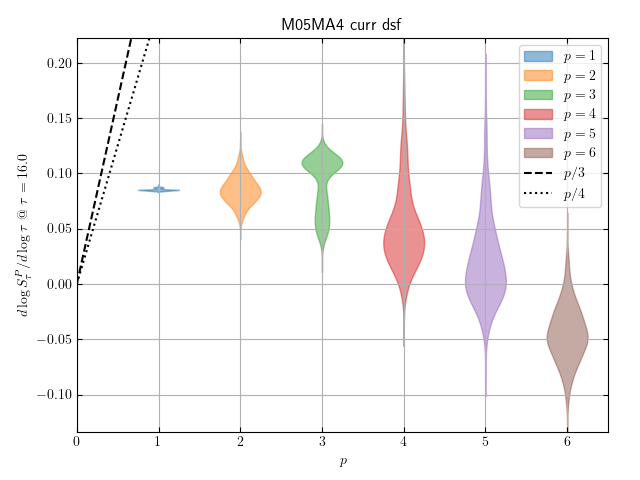 M05MA4 curr dsf
d log S_τ^P / d log τ @ τ = 16.0
0.20
0.15
0.10
0.05
0.00
−0.05
−0.10
0 1 2 3 4 5 6
p
p = 1
p = 2
p = 3
p = 4
p = 5
p = 6
p/3
p/4